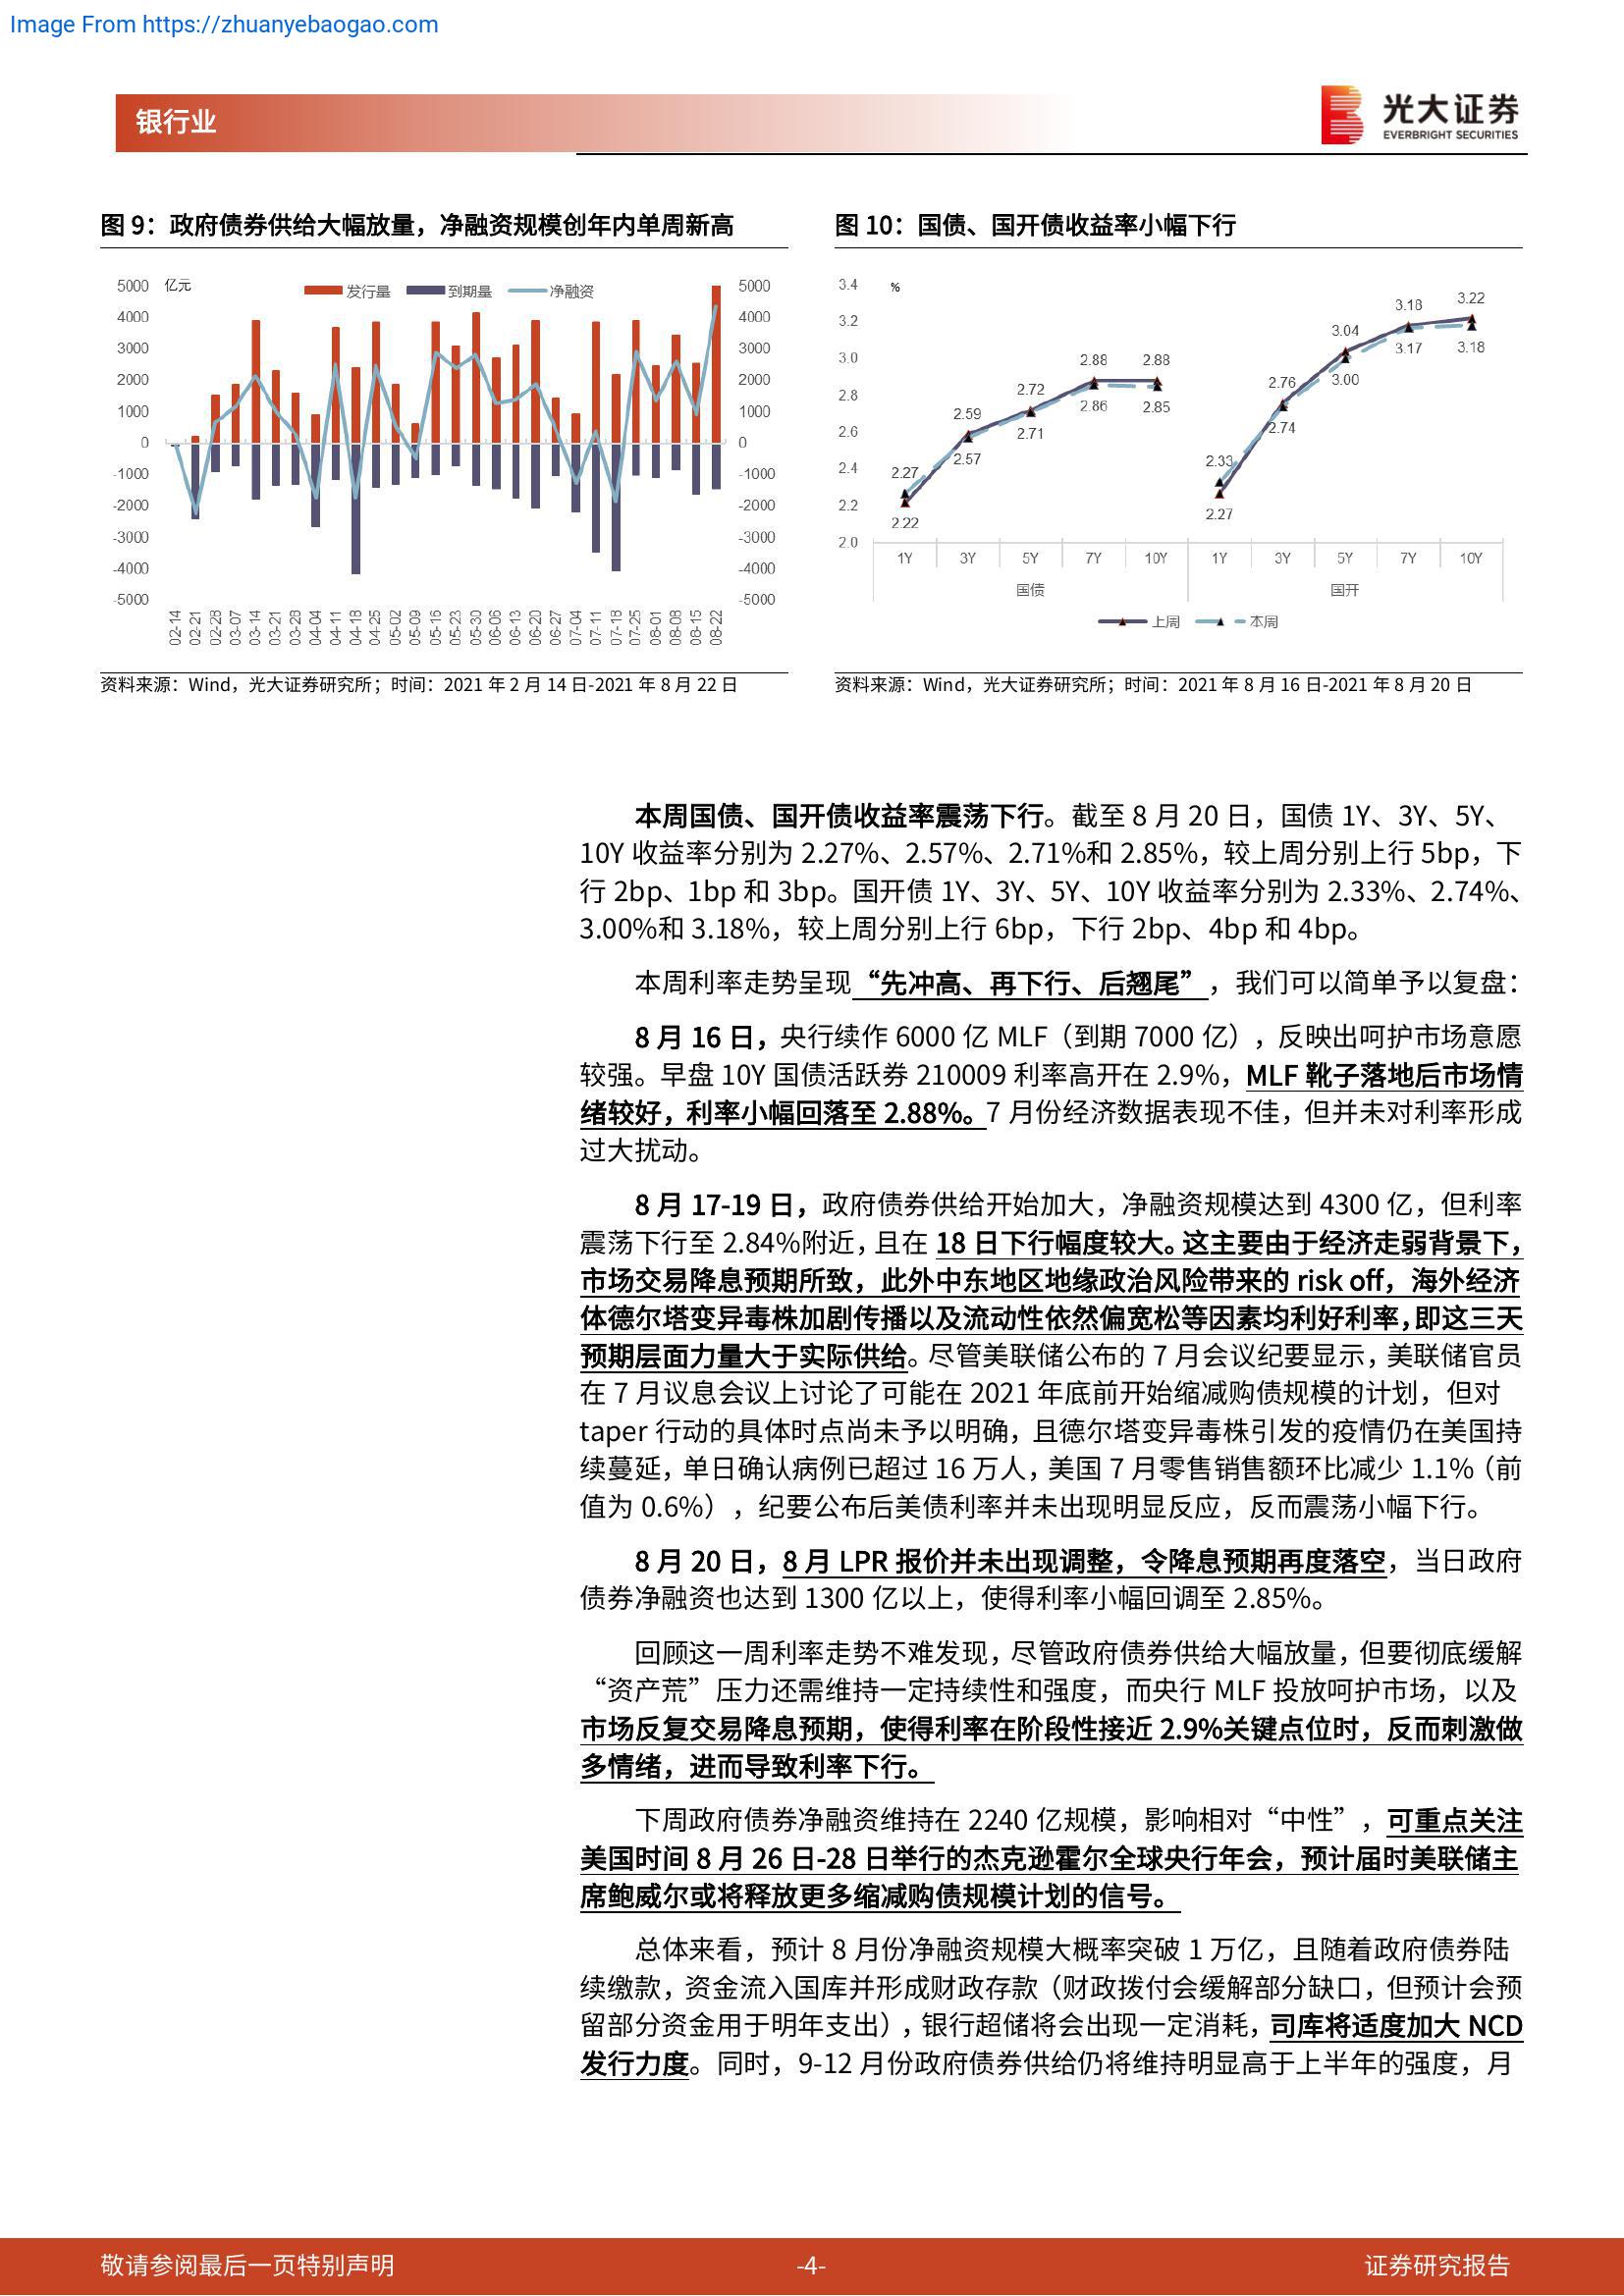 Image From https://zhuanyebaogao.com
银行业
光大证券
EVERBRIGHT SECURITIES
图 9：政府债券供给大幅放量，净融资规模创年内单周新高
5000 亿元 发行量 到期量 净融资 5000
4000 4000
3000 3000
2000 2000
1000 1000
0 0
-1000 -1000
-2000 -2000
-3000 -3000
-4000 -4000
-5000 -5000
02-14 02-21 02-28 03-07 03-14 03-21 03-28 04-04 04-11 04-18 04-25 05-02 05-09 05-16 05-23 05-30 06-06 06-13 06-20 06-27 07-04 07-11 07-18 07-25 08-01 08-08 08-15 08-22
资料来源：Wind，光大证券研究所；时间：2021 年 2 月 14 日-2021 年 8 月 22 日
图 10：国债、国开债收益率小幅下行
3.4 %
3.2
3.0
2.8
2.6
2.4
2.2
2.0
2.27 2.59 2.72 2.88 2.88 2.33 2.76 3.04 3.18 3.22
2.22 2.57 2.71 2.86 2.85 2.27 2.74 3.00 3.17 3.18
1Y 3Y 5Y 7Y 10Y 1Y 3Y 5Y 7Y 10Y
国债 国开
上周 本周
资料来源：Wind，光大证券研究所；时间：2021 年 8 月 16 日-2021 年 8 月 20 日
本周国债、国开债收益率震荡下行。截至 8 月 20 日，国债 1Y、3Y、5Y、
10Y 收益率分别为 2.27%、2.57%、2.71%和 2.85%，较上周分别上行 5bp，下
行 2bp、1bp 和 3bp。国开债 1Y、3Y、5Y、10Y 收益率分别为 2.33%、2.74%、
3.00%和 3.18%，较上周分别上行 6bp，下行 2bp、4bp 和 4bp。
本周利率走势呈现“先冲高、再下行、后翘尾”，我们可以简单予以复盘：
8 月 16 日，央行续作 6000 亿 MLF（到期 7000 亿），反映出呵护市场意愿
较强。早盘 10Y 国债活跃券 210009 利率高开在 2.9%，MLF 靴子落地后市场情
绪较好，利率小幅回落至 2.88%。7 月份经济数据表现不佳，但并未对利率形成
过大扰动。
8 月 17-19 日，政府债券供给开始加大，净融资规模达到 4300 亿，但利率
震荡下行至 2.84%附近，且在 18 日下行幅度较大。这主要由于经济走弱背景下，
市场交易降息预期所致，此外中东地区地缘政治风险带来的 risk off，海外经济
体德尔塔变异毒株加剧传播以及流动性依然偏宽松等因素均利好利率，即这三天
预期层面力量大于实际供给。尽管美联储公布的 7 月会议纪要显示，美联储官员
在 7 月议息会议上讨论了可能在 2021 年底前开始缩减购债规模的计划，但对
taper 行动的具体时点尚未予以明确，且德尔塔变异毒株引发的疫情仍在美国持
续蔓延，单日确认病例已超过 16 万人，美国 7 月零售销售额环比减少 1.1%（前
值为 0.6%），纪要公布后美债利率并未出现明显反应，反而震荡小幅下行。
8 月 20 日，8 月 LPR 报价并未出现调整，令降息预期再度落空，当日政府
债券净融资也达到 1300 亿以上，使得利率小幅回调至 2.85%。
回顾这一周利率走势不难发现，尽管政府债券供给大幅放量，但要彻底缓解
“资产荒”压力还需维持一定持续性和强度，而央行 MLF 投放呵护市场，以及
市场反复交易降息预期，使得利率在阶段性接近 2.9%关键点位时，反而刺激做
多情绪，进而导致利率下行。
下周政府债券净融资维持在 2240 亿规模，影响相对“中性”，可重点关注
美国时间 8 月 26 日-28 日举行的杰克逊霍尔全球央行年会，预计届时美联储主
席鲍威尔或将释放更多缩减购债规模计划的信号。
总体来看，预计 8 月份净融资规模大概率突破 1 万亿，且随着政府债券陆
续缴款，资金流入国库并形成财政存款（财政拨付会缓解部分缺口，但预计会预
留部分资金用于明年支出），银行超储将会出现一定消耗，司库将适度加大 NCD
发行力度。同时，9-12 月份政府债券供给仍将维持明显高于上半年的强度，月
敬请参阅最后一页特别声明 -4- 证券研究报告